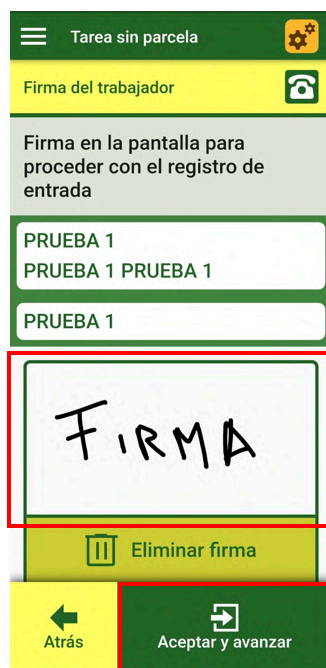 Tarea sin parcela
Firma del trabajador
Firma en la pantalla para
proceder con el registro de
entrada
PRUEBA 1
PRUEBA 1 PRUEBA 1
PRUEBA 1
FIRMA
Eliminar firma
Atrás
Aceptar y avanzar